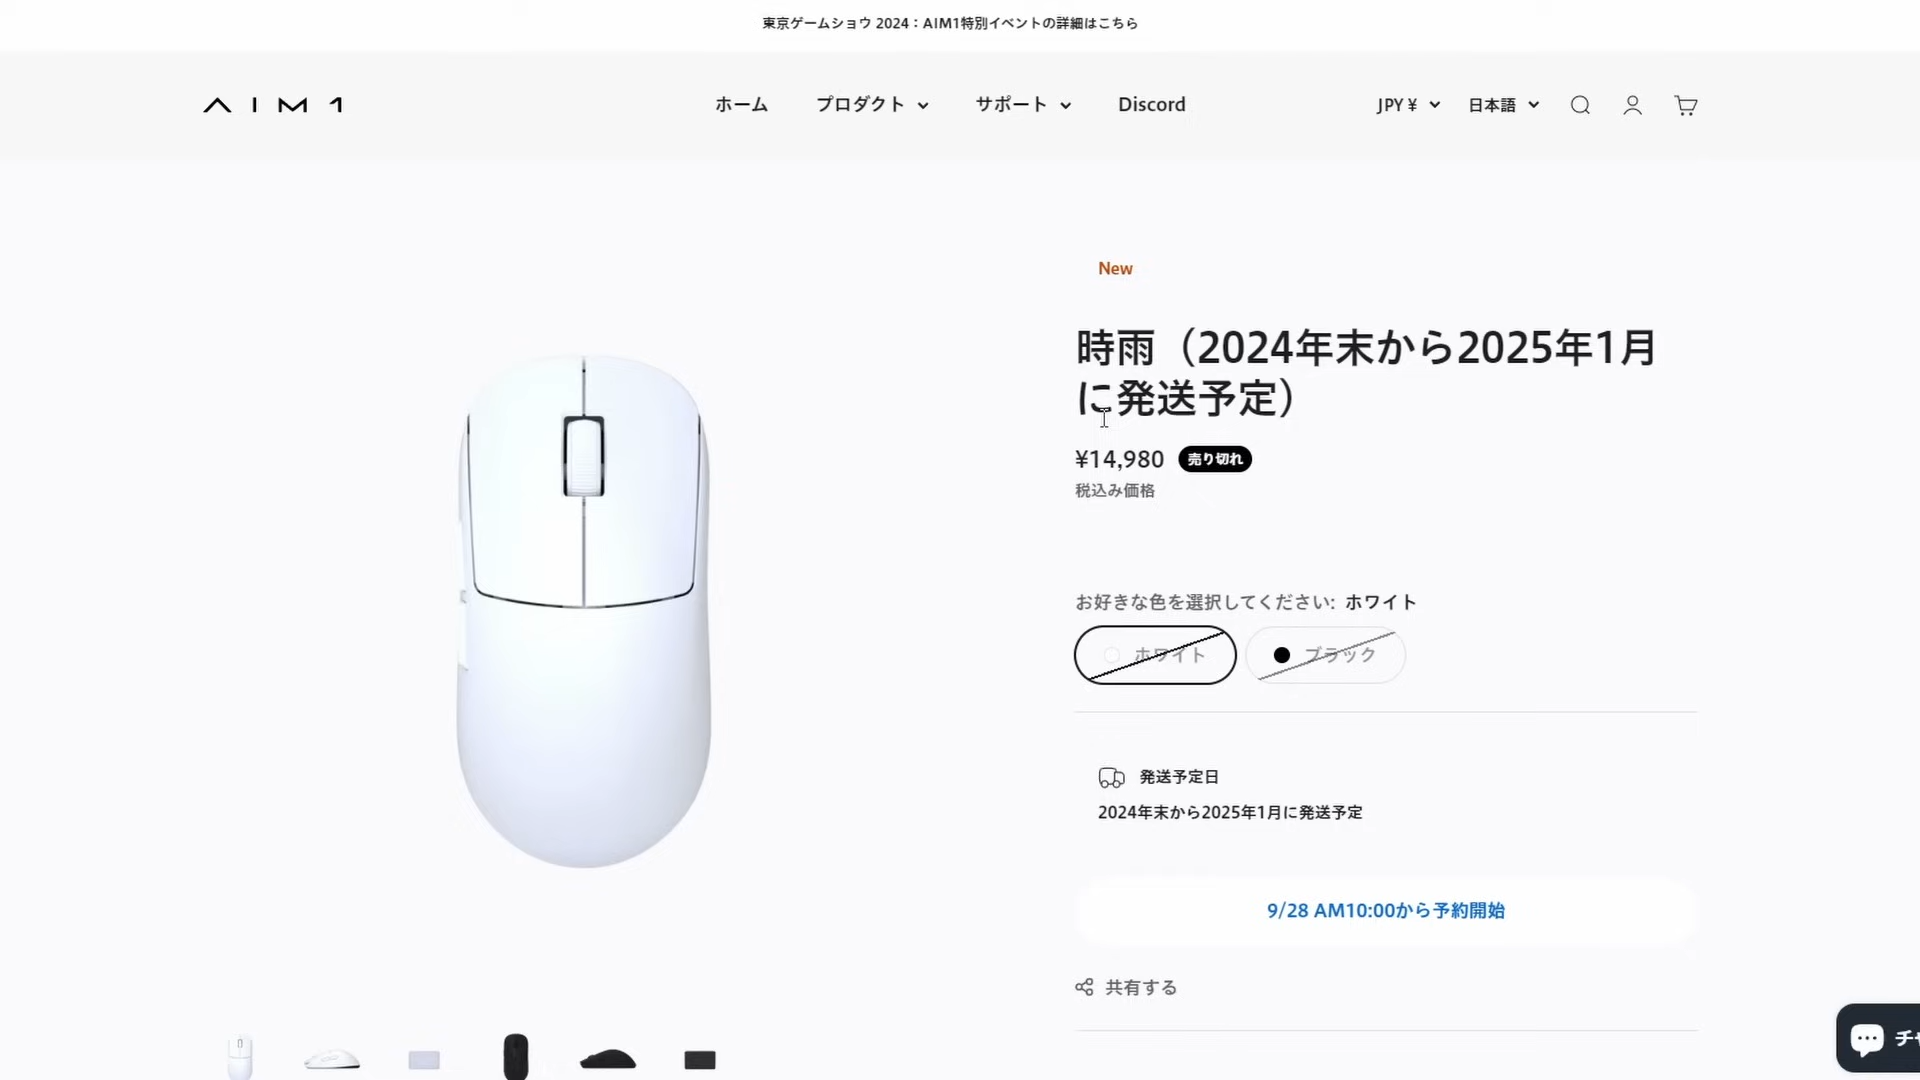 東京ゲームショウ 2024：AIM1特別イベントの詳細はこちら
AIM1
ホーム
プロダクト
サポート
Discord
JPY ¥
日本語
New
時雨（2024年末から2025年1月
に発送予定）
¥14,980
売り切れ
税込み価格
お好きな色を選択してください: ホワイト
ホワイト
ブラック
発送予定日
2024年末から2025年1月に発送予定
9/28 AM10:00から予約開始
共有する